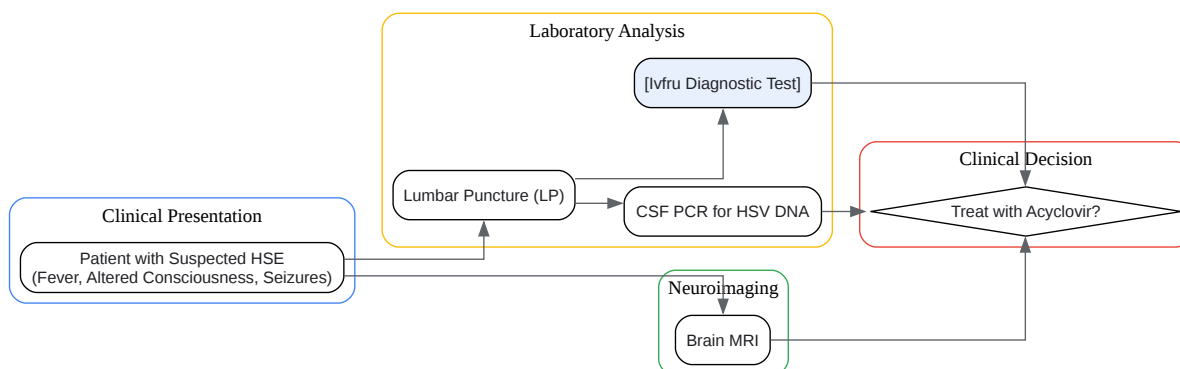 Laboratory Analysis
[Ivfru Diagnostic Test]
Clinical Decision
Lumbar Puncture (LP)
CSF PCR for HSV DNA
Treat with Acyclovir?
Clinical Presentation
Patient with Suspected HSE
(Fever, Altered Consciousness, Seizures)
Neuroimaging
Brain MRI